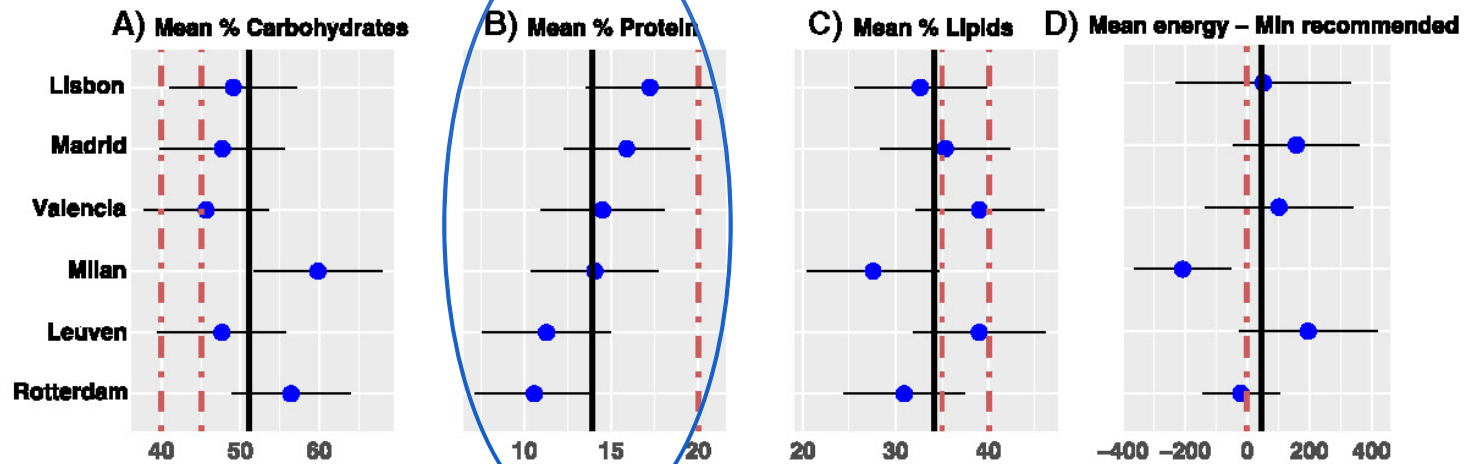 A) Mean % Carbohydrates
B) Mean % Protein
C) Mean % Lipids
D) Mean energy – Min recommended
Lisbon
Madrid
Valencia
Milan
Leuven
Rotterdam
40 50 60
10 15 20
20 30 40
−400 −200 0 200 400